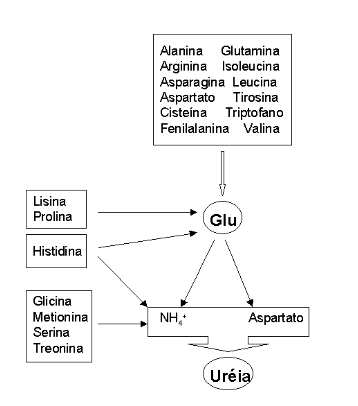 Alanina Glutamina
Arginina Isoleucina
Asparagina Leucina
Aspartato Tirosina
Cisteína Triptofano
Fenilalanina Valina
Lisina
Prolina
Glu
Histidina
Glicina
Metionina
Serina
Treonina
NH₄⁺ Aspartato
Uréia